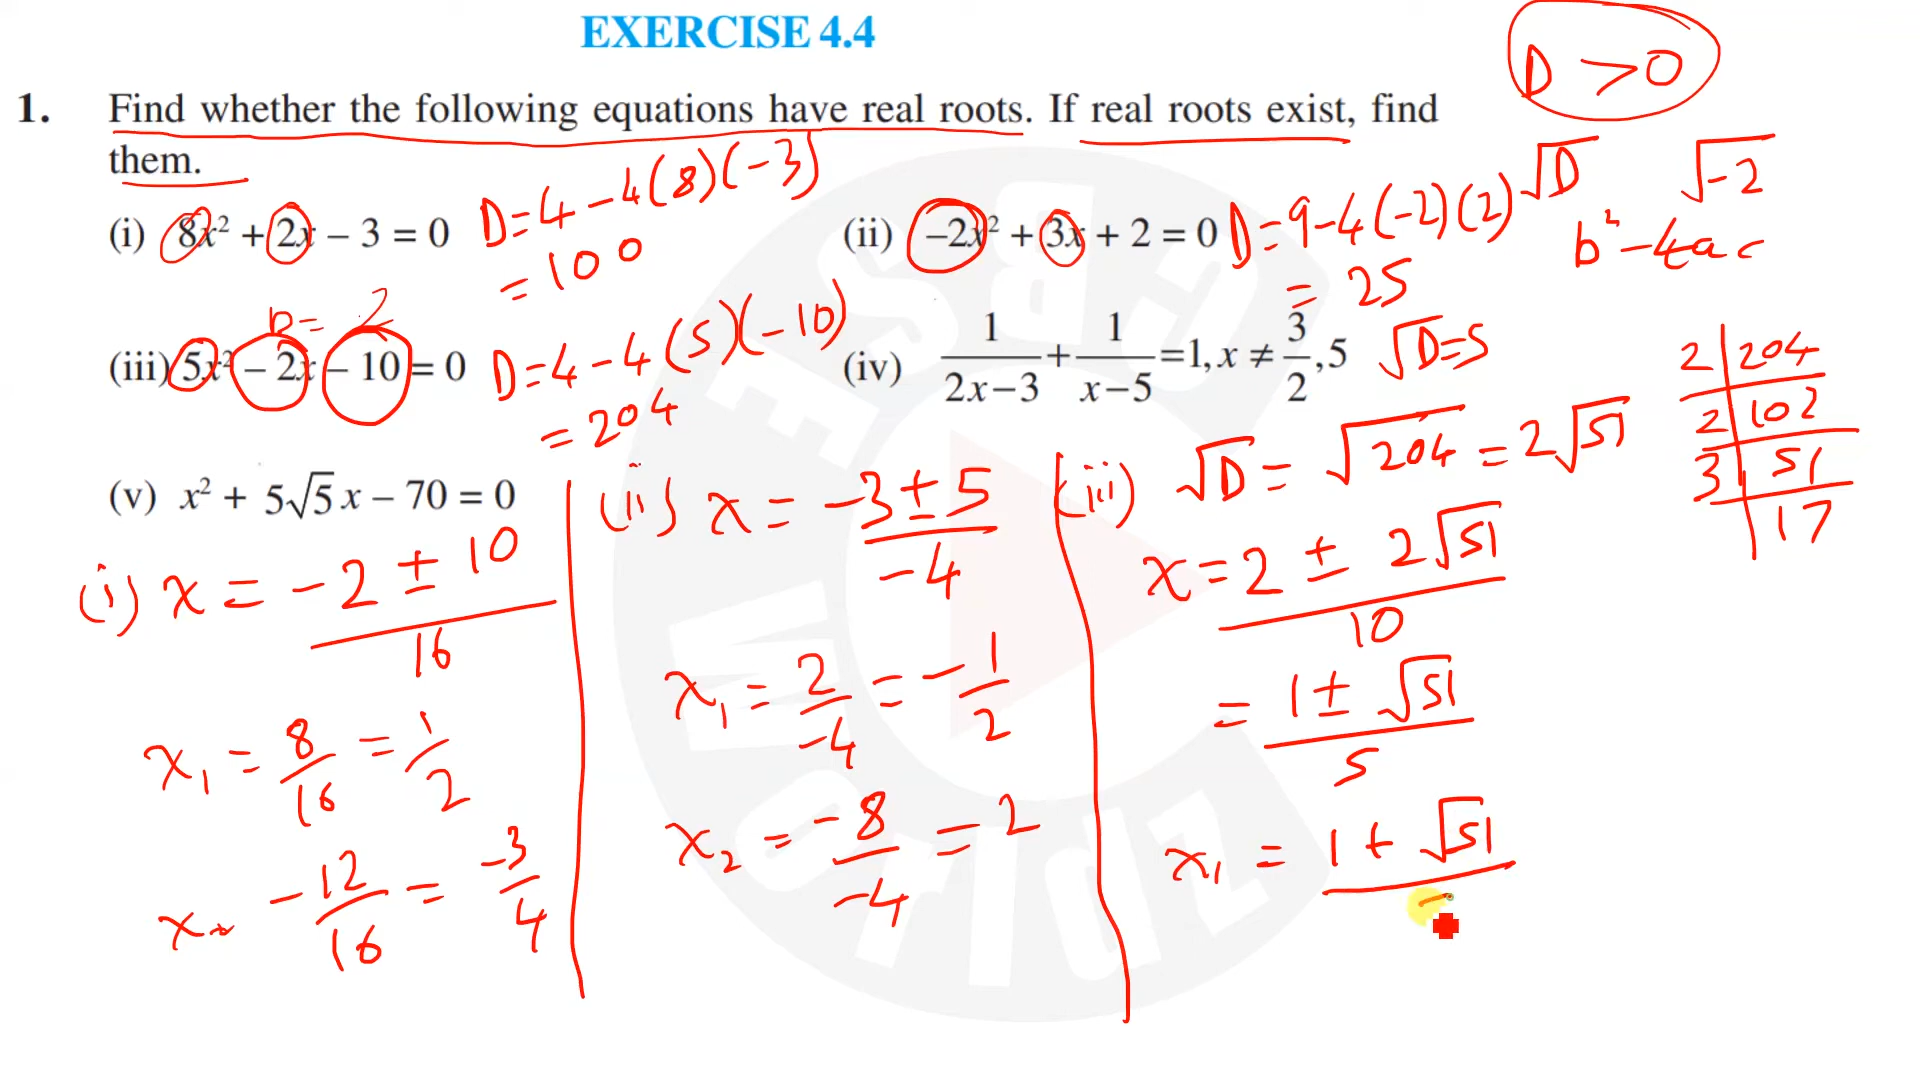 EXERCISE 4.4
D > 0
1. Find whether the following equations have real roots. If real roots exist, find
them.
√D √-2
(i) 8x² + 2x – 3 = 0 D = 4 - 4(8)(-3)
= 100
(ii) –2x² + 3x + 2 = 0 D = 9 - 4(-2)(2)
= 25
b² - 4ac
√D = 5
b = 2
(iii) 5x² – 2x – 10 = 0 D = 4 - 4(5)(-10)
= 204
(iv) 1/(2x–3) + 1/(x–5) = 1, x ≠ 3/2, 5
2 | 204
2 | 102
3 | 51
17
(v) x² + 5√5 x – 70 = 0
(i) x = -2 ± 10 / 16
x₁ = 8/16 = 1/2
x₂ -12/16 = -3/4
(ii) x = -3 ± 5 / -4
x₁ = 2/-4 = -1/2
x₂ = -8/-4 = 2
(iii) √D = √204 = 2√51
x = 2 ± 2√51 / 10
= 1 ± √51 / 5
x₁ = 1 + √51